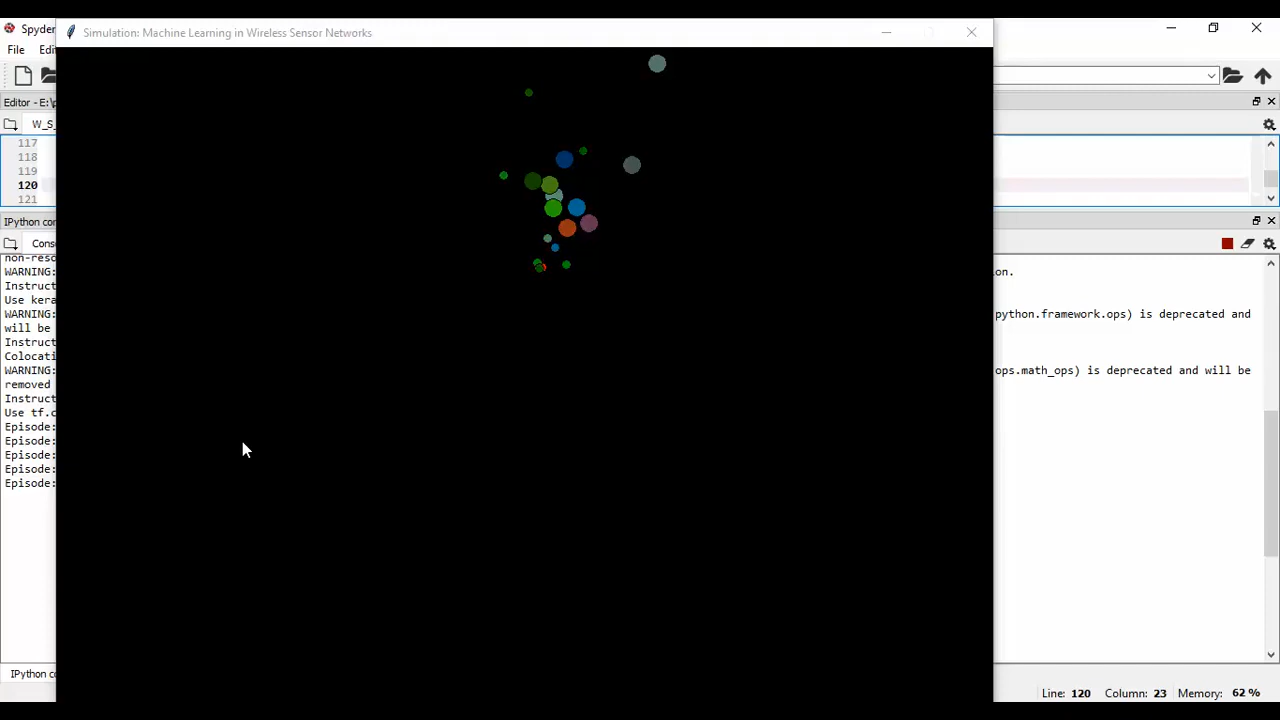 Spyder
Simulation: Machine Learning in Wireless Sensor Networks
File
Editor - E:\
W_S_
117
118
119
120
121
IPython con
Conso
non-reso
WARNING: on.
Instruct
Use kera
WARNING: python.framework.ops) is deprecated and
will be
Instruct
Colocati
WARNING: ops.math_ops) is deprecated and will be
removed
Instruct
Use tf.c
Episode:
Episode:
Episode:
Episode:
Episode:
IPython co
Line: 120 Column: 23 Memory: 62 %